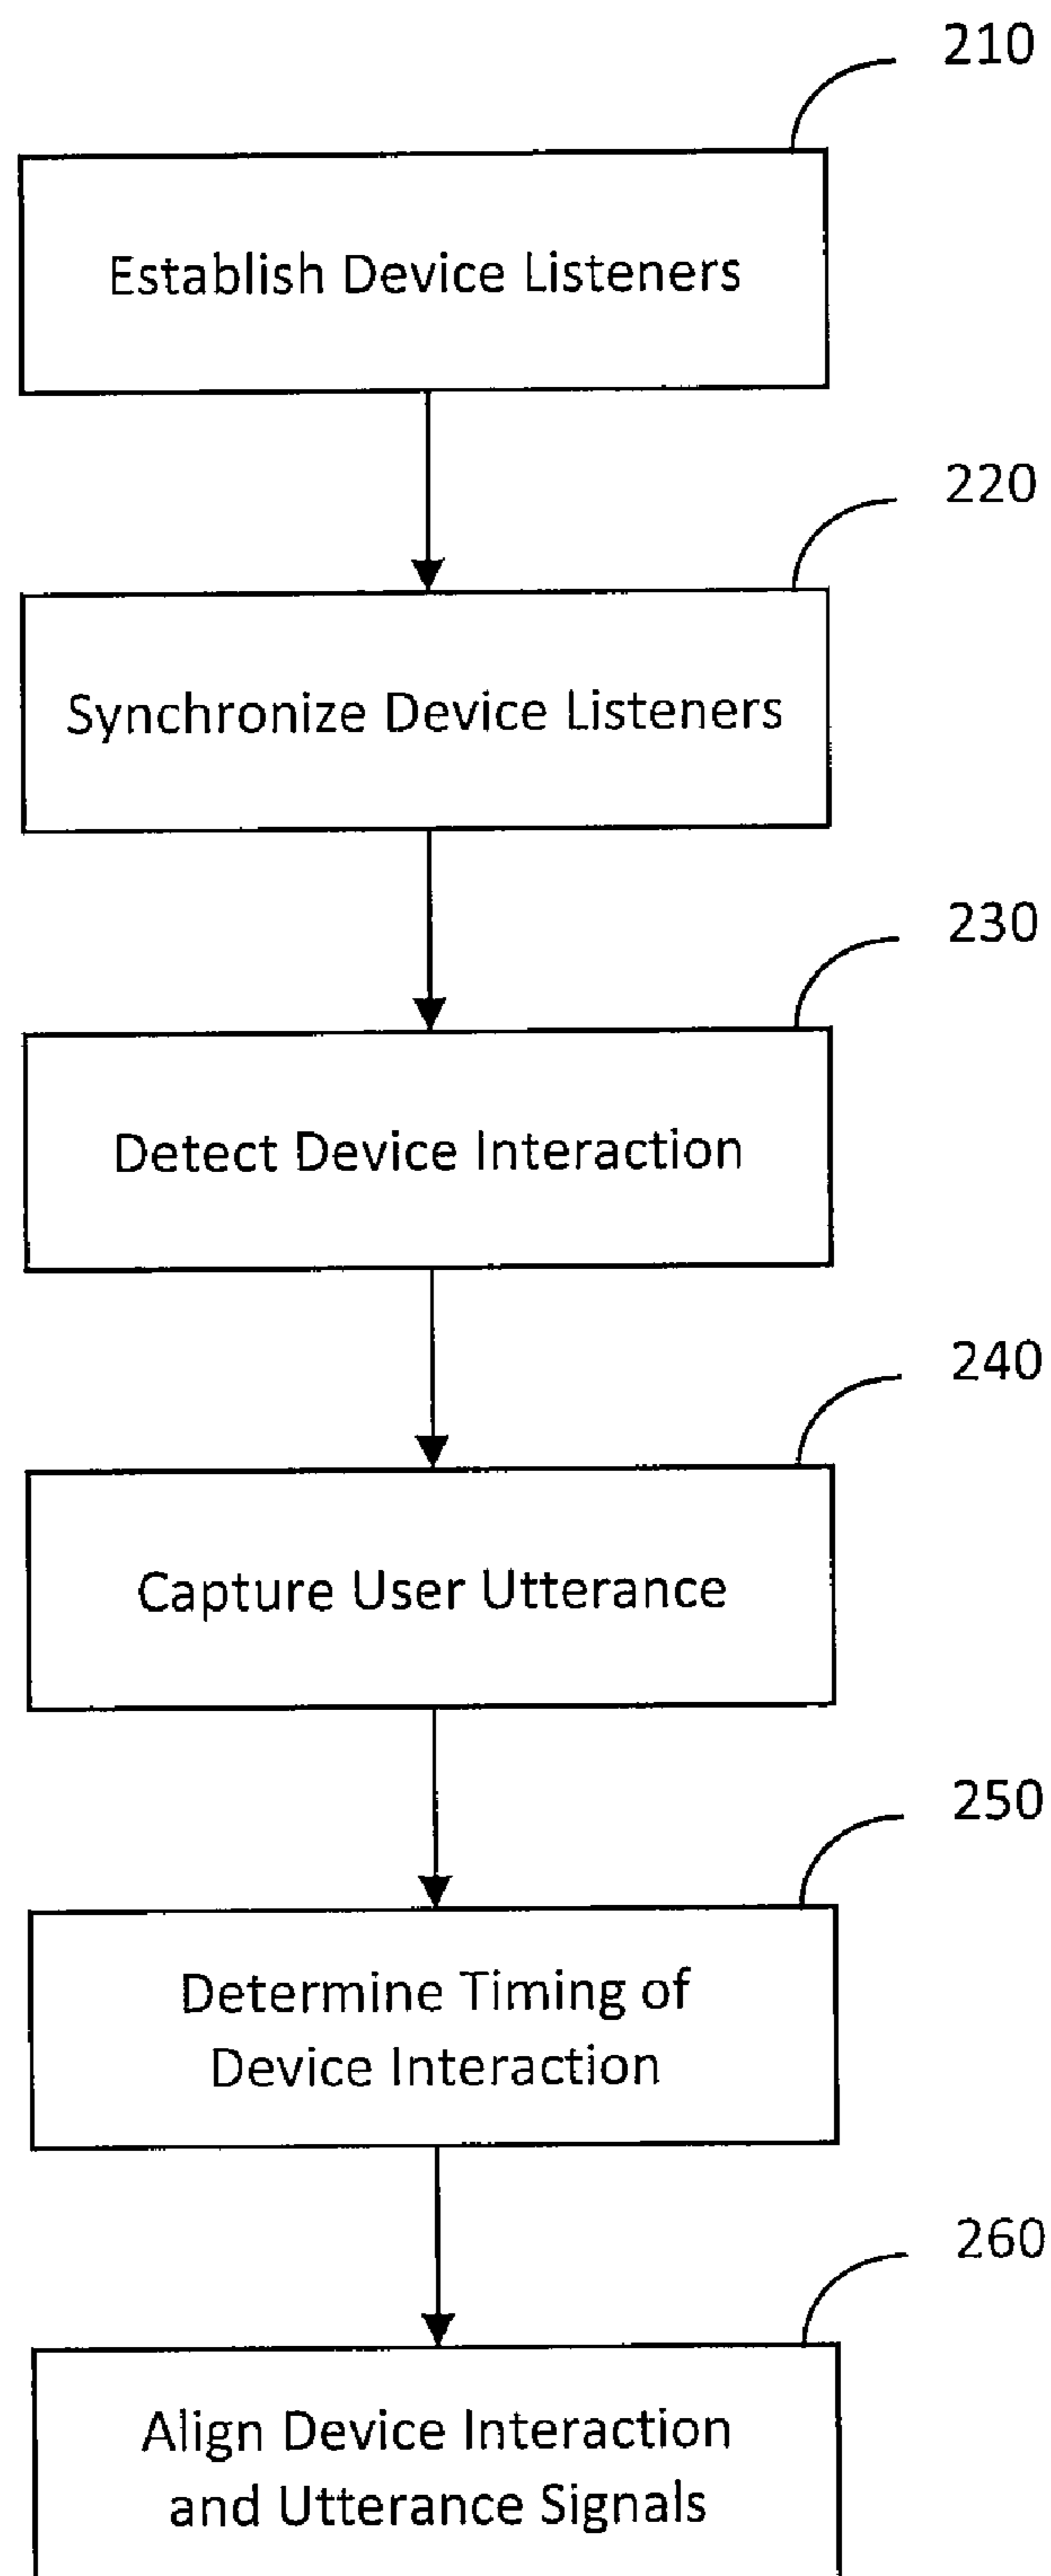 210
Establish Device Listeners
220
Synchronize Device Listeners
230
Detect Device Interaction
240
Capture User Utterance
250
Determine Timing of
Device Interaction
260
Align Device Interaction
and Utterance Signals